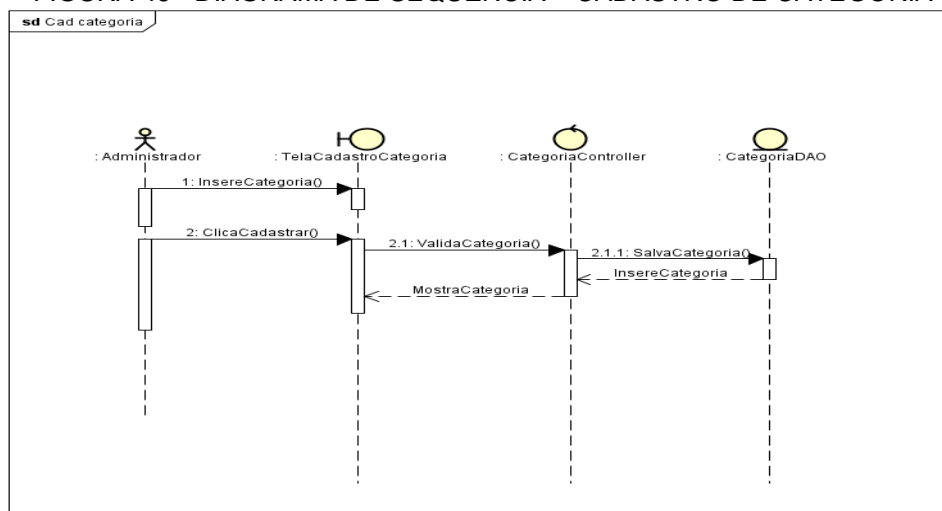 sd Cad categoria
: Administrador
: TelaCadastroCategoria
: CategoriaController
: CategoriaDAO
1: InsereCategoria()
2: ClicaCadastrar()
2.1: ValidaCategoria()
2.1.1: SalvaCategoria()
InsereCategoria
MostraCategoria